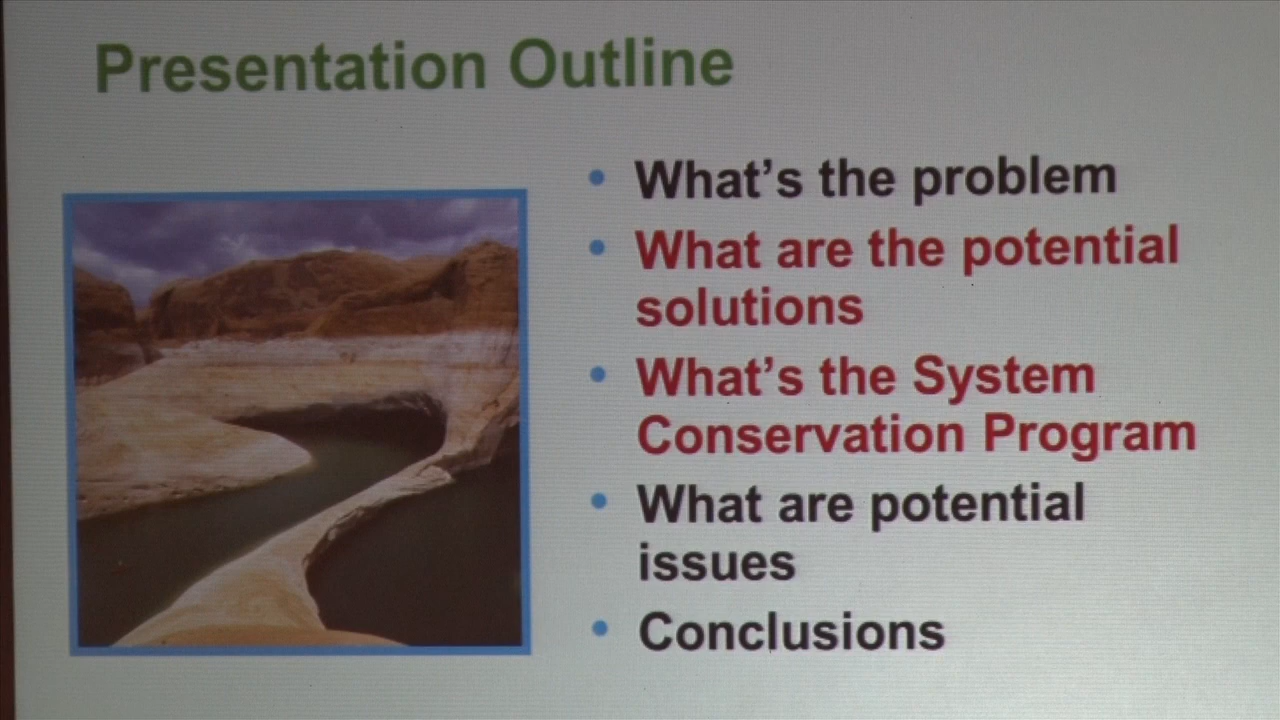 Presentation Outline
• What's the problem
• What are the potential
solutions
• What's the System
Conservation Program
• What are potential
issues
• Conclusions